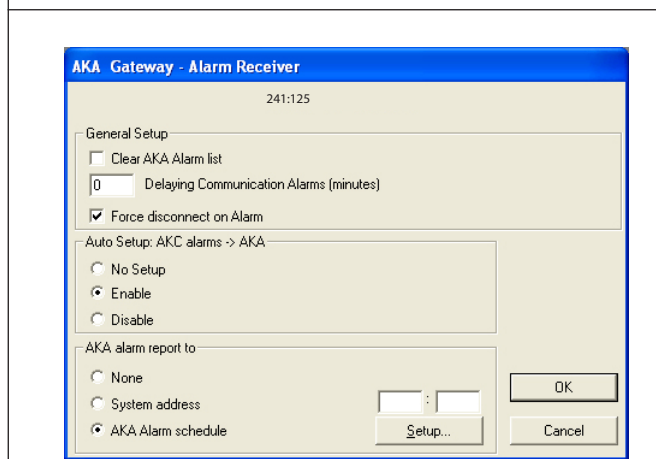 AKA Gateway - Alarm Receiver
241:125
General Setup
Clear AKA Alarm list
0 Delaying Communication Alarms (minutes)
Force disconnect on Alarm
Auto Setup: AKC alarms -> AKA
No Setup
Enable
Disable
AKA alarm report to
None
System address :
AKA Alarm schedule Setup...
OK
Cancel